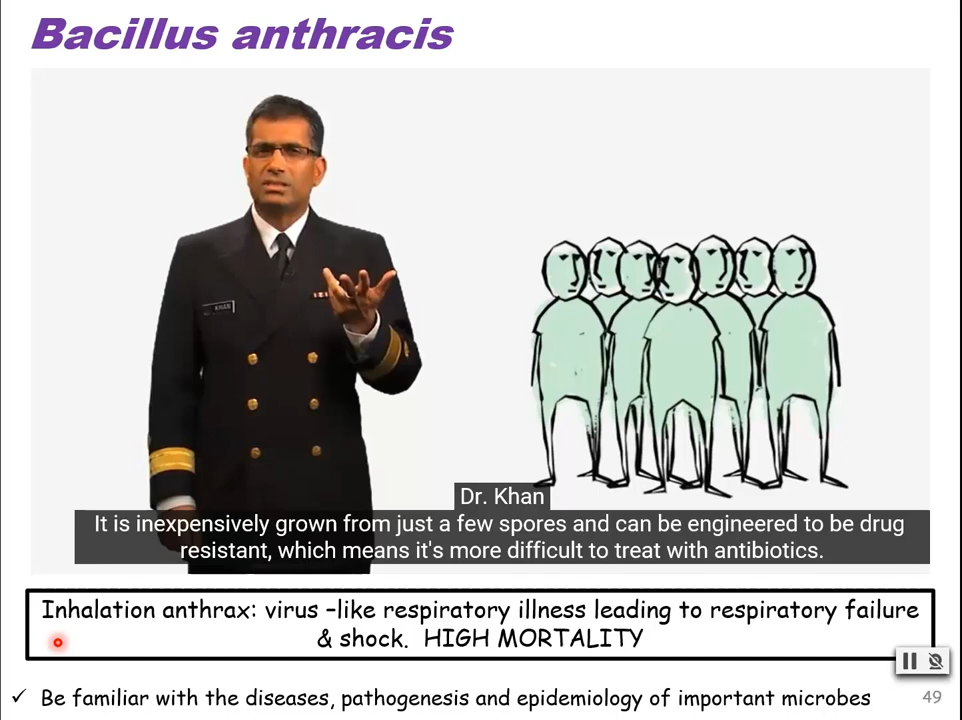 Bacillus anthracis
KHAN
Dr. Khan
It is inexpensively grown from just a few spores and can be engineered to be drug
resistant, which means it's more difficult to treat with antibiotics.
Inhalation anthrax: virus –like respiratory illness leading to respiratory failure
& shock. HIGH MORTALITY
✓ Be familiar with the diseases, pathogenesis and epidemiology of important microbes
49